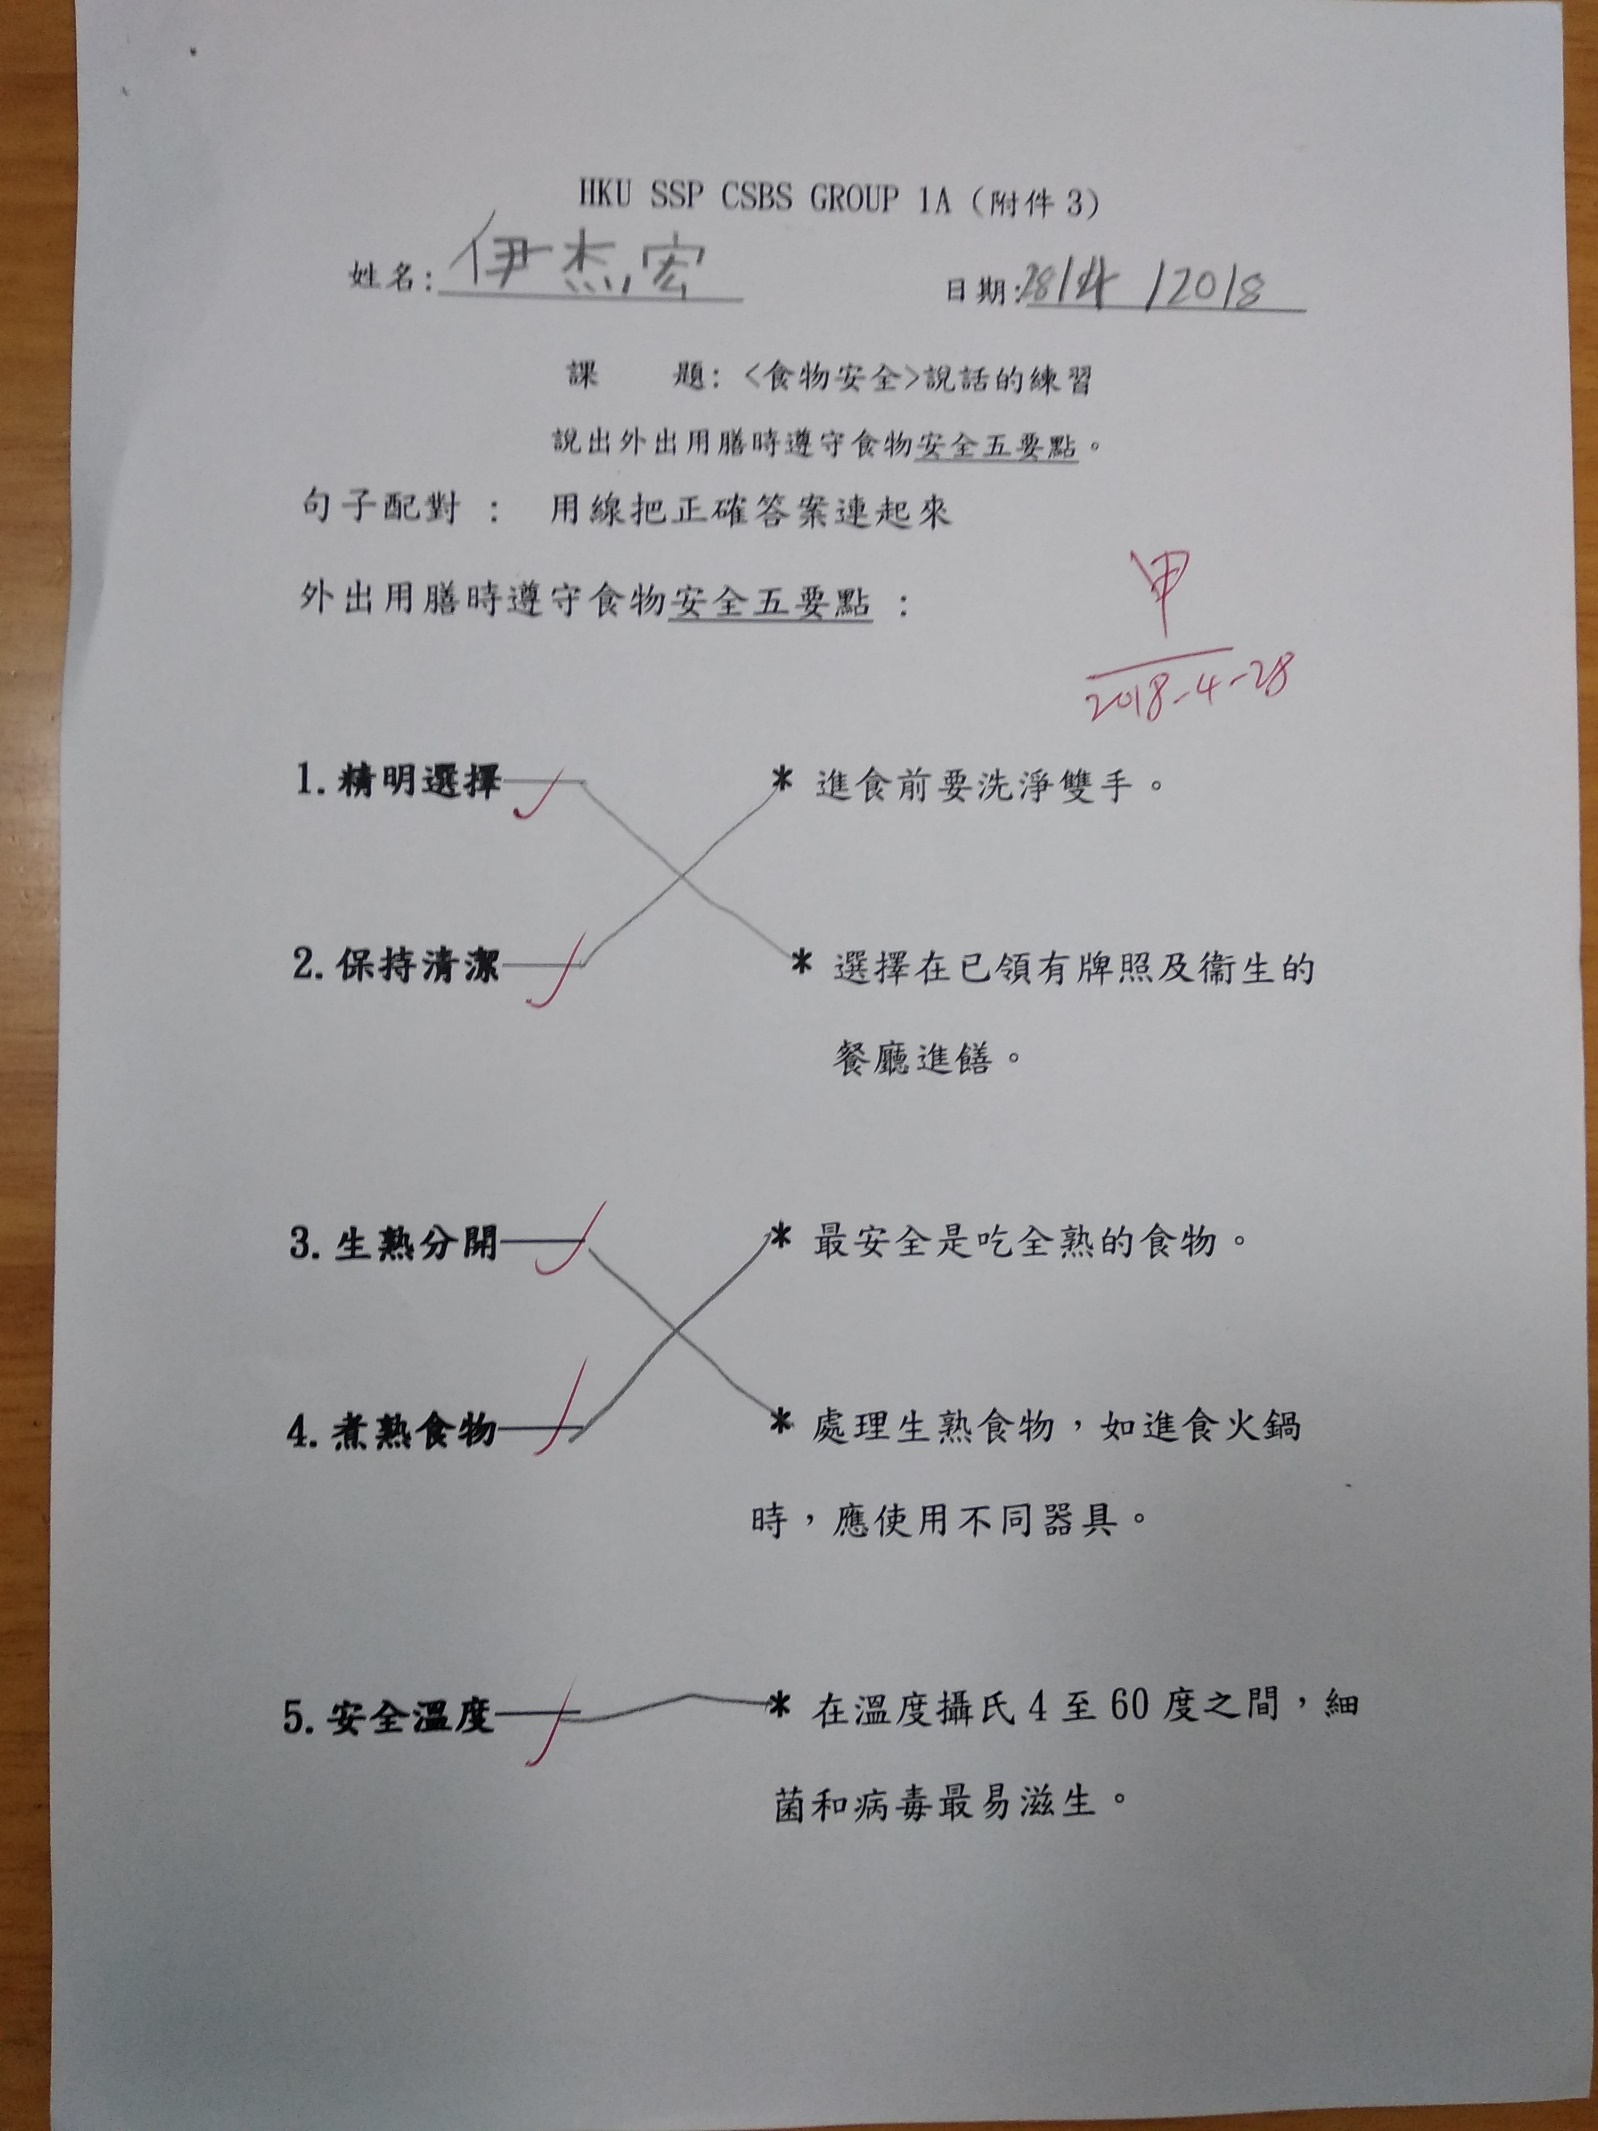 HKU SSP CSBS GROUP 1A（附件 3）
姓名：伊杰宏 日期：28/4/2018
課 題：<食物安全>說話的練習
說出外出用膳時遵守食物安全五要點。
句子配對 ： 用線把正確答案連起來
外出用膳時遵守食物安全五要點 ：
甲
2018-4-28
1. 精明選擇 * 進食前要洗淨雙手。
2. 保持清潔 * 選擇在已領有牌照及衞生的
餐廳進饍。
3. 生熟分開 * 最安全是吃全熟的食物。
4. 煮熟食物 * 處理生熟食物，如進食火鍋
時，應使用不同器具。
5. 安全溫度 * 在溫度攝氏 4 至 60 度之間，細
菌和病毒最易滋生。